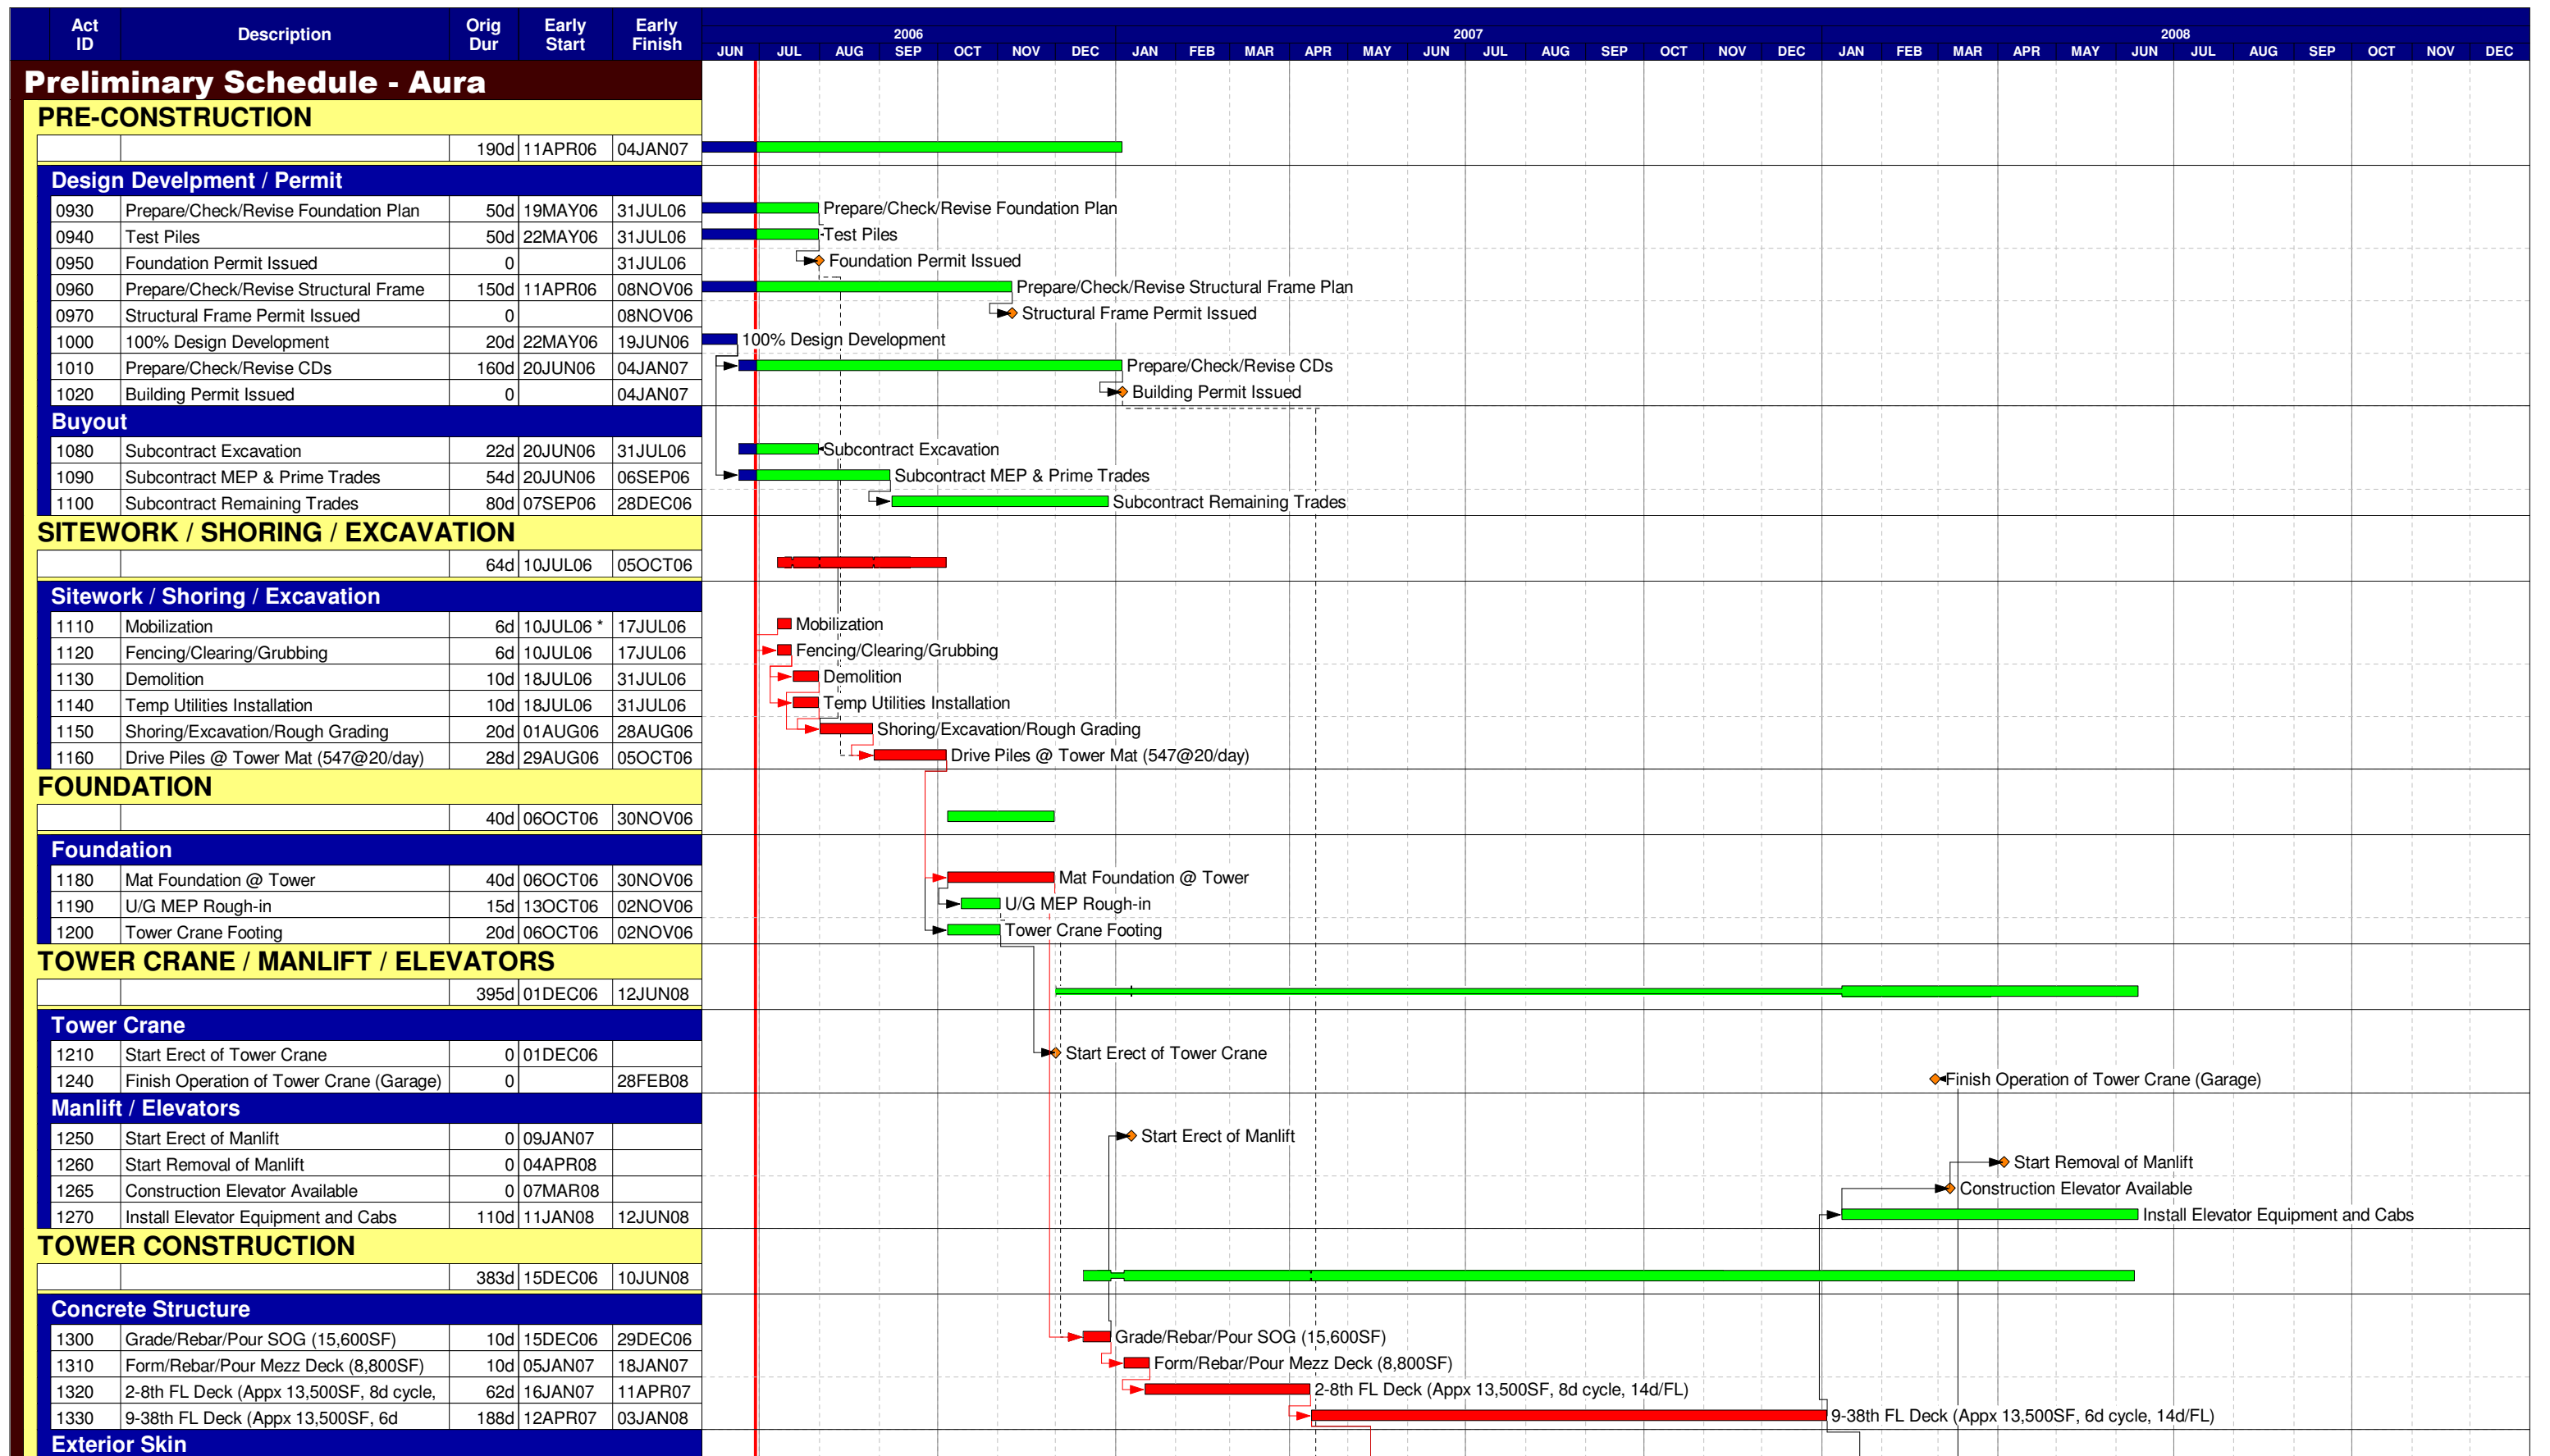 Act ID Description Orig Dur Early Start Early Finish
2006 2007 2008
JUN JUL AUG SEP OCT NOV DEC JAN FEB MAR APR MAY JUN JUL AUG SEP OCT NOV DEC JAN FEB MAR APR MAY JUN JUL AUG SEP OCT NOV DEC
Preliminary Schedule - Aura
PRE-CONSTRUCTION
190d 11APR06 04JAN07
Design Develpment / Permit
0930 Prepare/Check/Revise Foundation Plan 50d 19MAY06 31JUL06 Prepare/Check/Revise Foundation Plan
0940 Test Piles 50d 22MAY06 31JUL06 Test Piles
0950 Foundation Permit Issued 0 31JUL06 Foundation Permit Issued
0960 Prepare/Check/Revise Structural Frame 150d 11APR06 08NOV06 Prepare/Check/Revise Structural Frame Plan
0970 Structural Frame Permit Issued 0 08NOV06 Structural Frame Permit Issued
1000 100% Design Development 20d 22MAY06 19JUN06 100% Design Development
1010 Prepare/Check/Revise CDs 160d 20JUN06 04JAN07 Prepare/Check/Revise CDs
1020 Building Permit Issued 0 04JAN07 Building Permit Issued
Buyout
1080 Subcontract Excavation 22d 20JUN06 31JUL06 Subcontract Excavation
1090 Subcontract MEP & Prime Trades 54d 20JUN06 06SEP06 Subcontract MEP & Prime Trades
1100 Subcontract Remaining Trades 80d 07SEP06 28DEC06 Subcontract Remaining Trades
SITEWORK / SHORING / EXCAVATION
64d 10JUL06 05OCT06
Sitework / Shoring / Excavation
1110 Mobilization 6d 10JUL06 * 17JUL06 Mobilization
1120 Fencing/Clearing/Grubbing 6d 10JUL06 17JUL06 Fencing/Clearing/Grubbing
1130 Demolition 10d 18JUL06 31JUL06 Demolition
1140 Temp Utilities Installation 10d 18JUL06 31JUL06 Temp Utilities Installation
1150 Shoring/Excavation/Rough Grading 20d 01AUG06 28AUG06 Shoring/Excavation/Rough Grading
1160 Drive Piles @ Tower Mat (547@20/day) 28d 29AUG06 05OCT06 Drive Piles @ Tower Mat (547@20/day)
FOUNDATION
40d 06OCT06 30NOV06
Foundation
1180 Mat Foundation @ Tower 40d 06OCT06 30NOV06 Mat Foundation @ Tower
1190 U/G MEP Rough-in 15d 13OCT06 02NOV06 U/G MEP Rough-in
1200 Tower Crane Footing 20d 06OCT06 02NOV06 Tower Crane Footing
TOWER CRANE / MANLIFT / ELEVATORS
395d 01DEC06 12JUN08
Tower Crane
1210 Start Erect of Tower Crane 0 01DEC06 Start Erect of Tower Crane
1240 Finish Operation of Tower Crane (Garage) 0 28FEB08 Finish Operation of Tower Crane (Garage)
Manlift / Elevators
1250 Start Erect of Manlift 0 09JAN07 Start Erect of Manlift
1260 Start Removal of Manlift 0 04APR08 Start Removal of Manlift
1265 Construction Elevator Available 0 07MAR08 Construction Elevator Available
1270 Install Elevator Equipment and Cabs 110d 11JAN08 12JUN08 Install Elevator Equipment and Cabs
TOWER CONSTRUCTION
383d 15DEC06 10JUN08
Concrete Structure
1300 Grade/Rebar/Pour SOG (15,600SF) 10d 15DEC06 29DEC06 Grade/Rebar/Pour SOG (15,600SF)
1310 Form/Rebar/Pour Mezz Deck (8,800SF) 10d 05JAN07 18JAN07 Form/Rebar/Pour Mezz Deck (8,800SF)
1320 2-8th FL Deck (Appx 13,500SF, 8d cycle, 62d 16JAN07 11APR07 2-8th FL Deck (Appx 13,500SF, 8d cycle, 14d/FL)
1330 9-38th FL Deck (Appx 13,500SF, 6d 188d 12APR07 03JAN08 9-38th FL Deck (Appx 13,500SF, 6d cycle, 14d/FL)
Exterior Skin